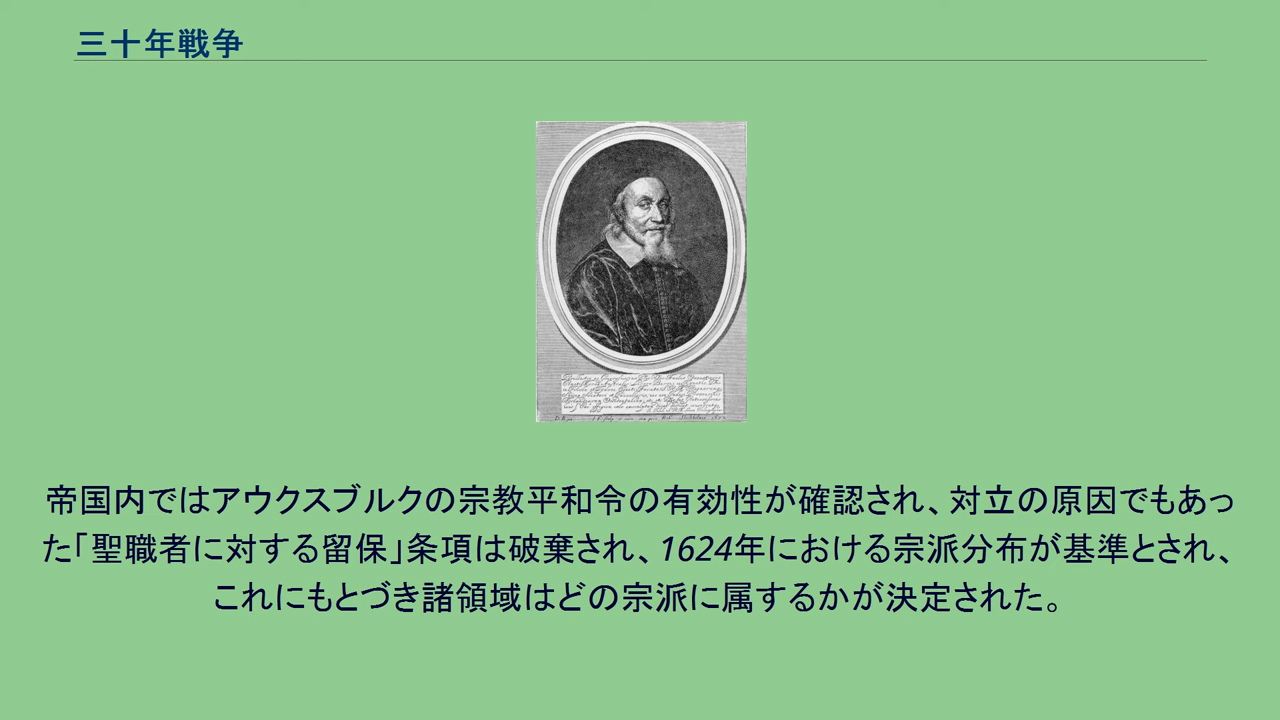 三十年戦争
帝国内ではアウクスブルクの宗教平和令の有効性が確認され、対立の原因でもあっ
た「聖職者に対する留保」条項は破棄され、1624年における宗派分布が基準とされ、
これにもとづき諸領域はどの宗派に属するかが決定された。